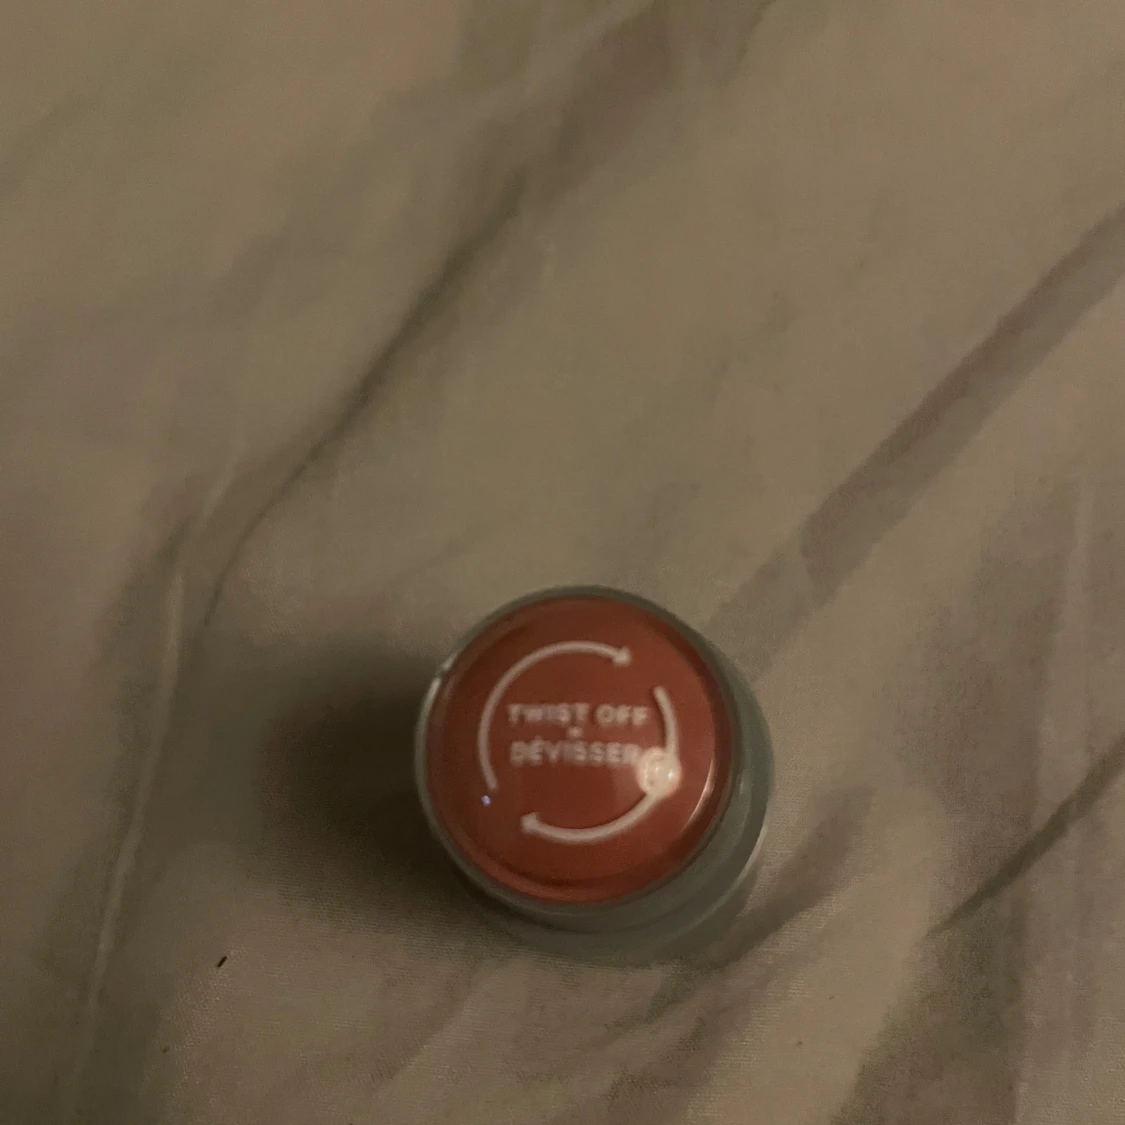 TWIST OFF
-
DÉVISSER